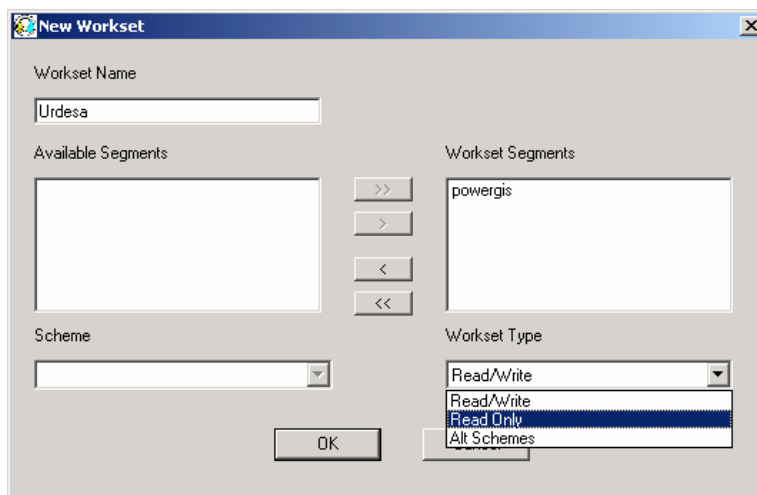 New Workset
Workset Name
Urdesa
Available Segments
Workset Segments
>>
powergis
>
<
<<
Scheme
Workset Type
Read/Write
Read/Write
Read Only
Alt Schemes
OK